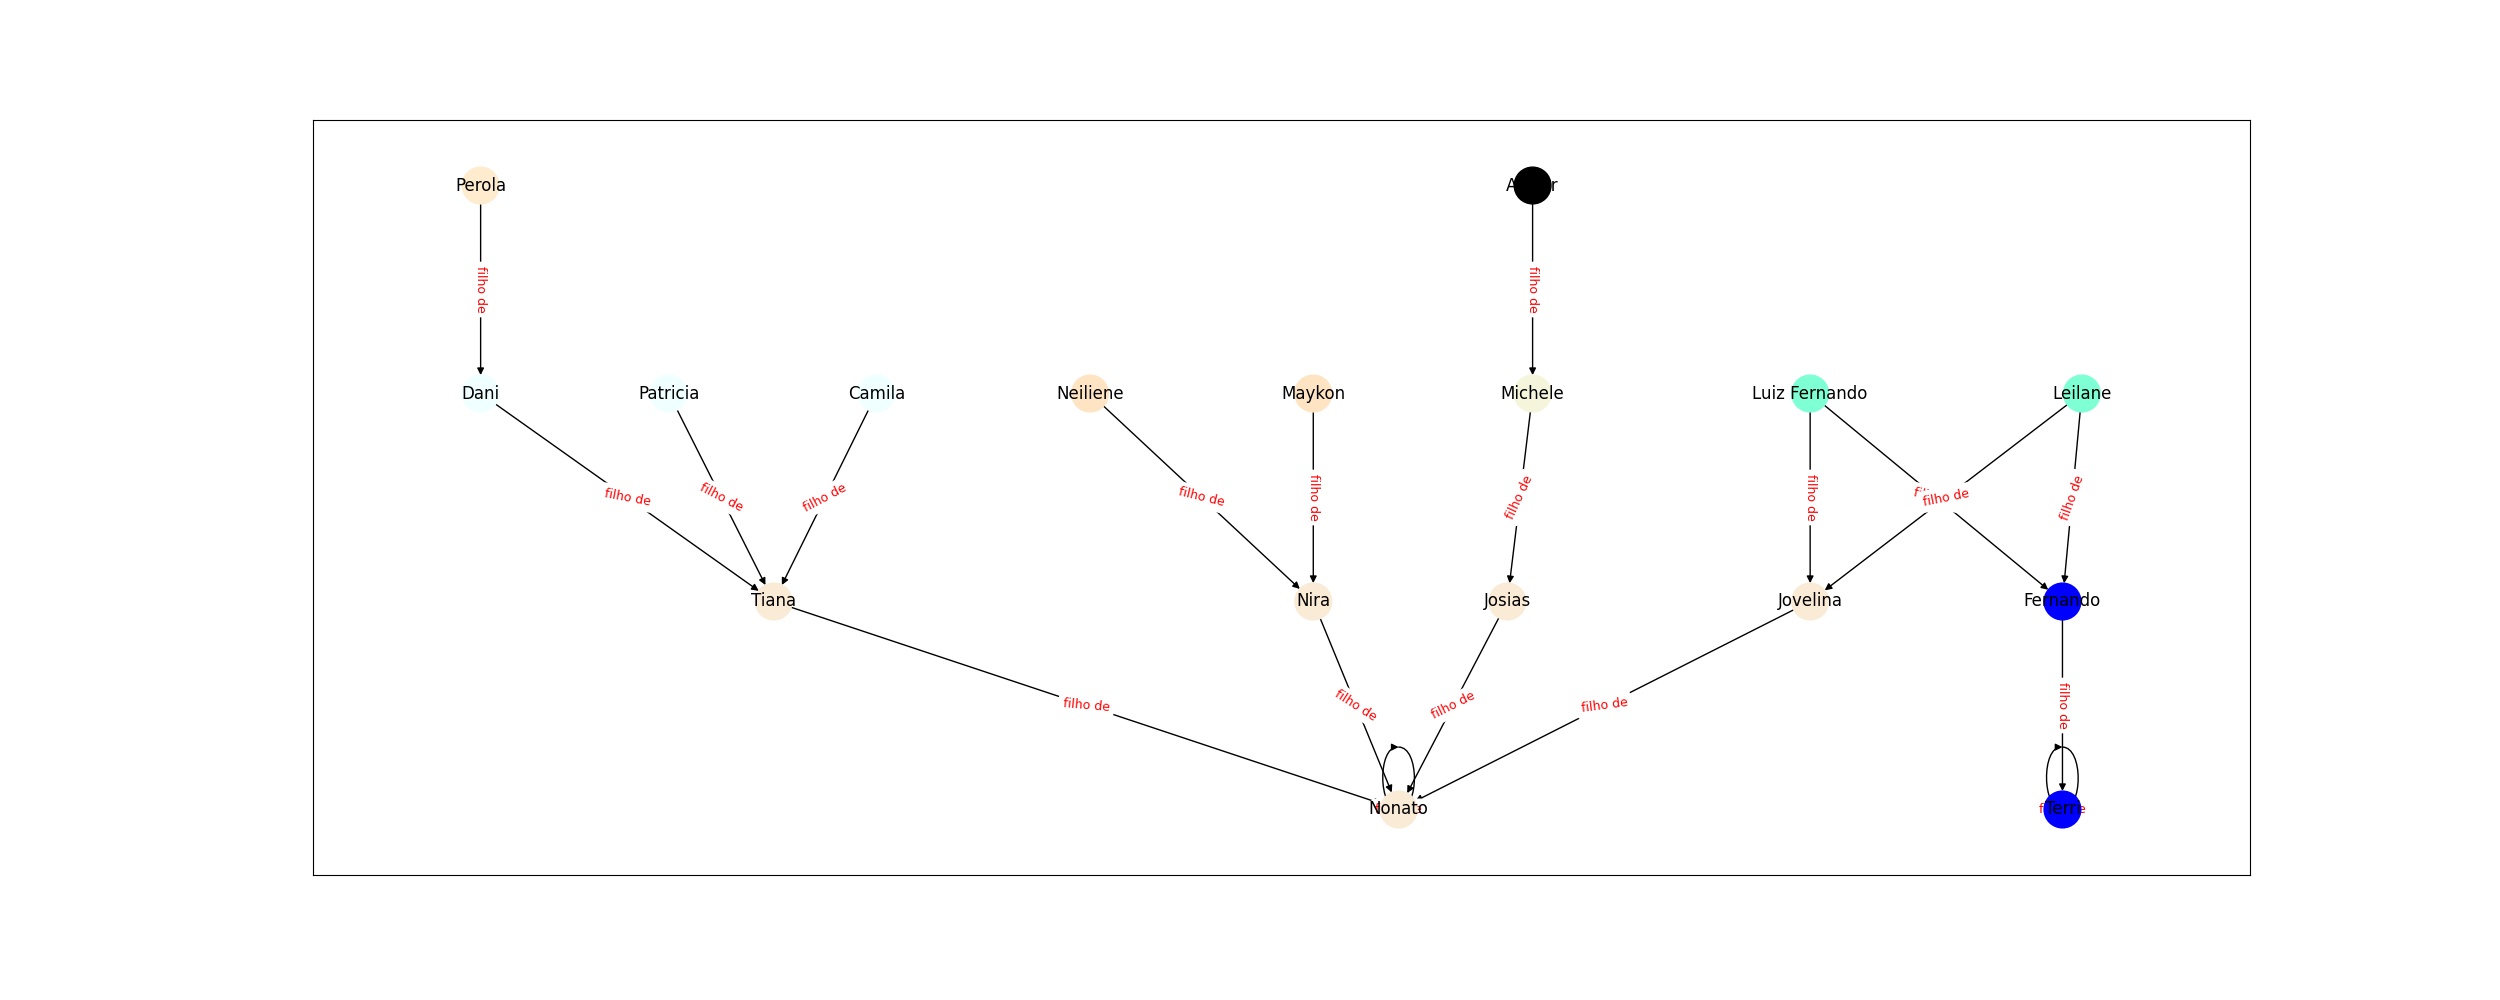 Perola
filho de
filho de
Dani
Patricia
Camila
Neiliene
Maykon
Michele
Luiz Fernando
Leilane
filho de
filho de
filho de
filho de
filho de
filho de
filho de
filho de
filho de
Tiana
Nira
Josias
Jovelina
Fernando
filho de
filho de
filho de
filho de
filho de
Nonato